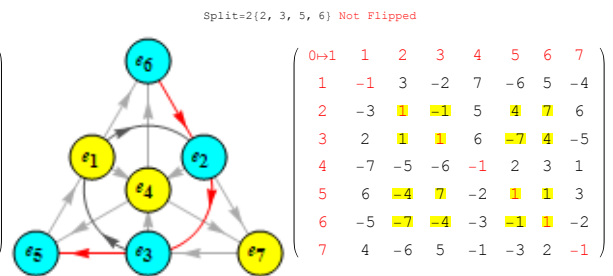 Split=2{2, 3, 5, 6} Not Flipped
e6
e1
e2
e4
e5
e3
e7
0↦1 1 2 3 4 5 6 7
1 −1 3 −2 7 −6 5 −4
2 −3 1 −1 5 4 7 6
3 2 1 1 6 −7 4 −5
4 −7 −5 −6 −1 2 3 1
5 6 −4 7 −2 1 1 3
6 −5 −7 −4 −3 −1 1 −2
7 4 −6 5 −1 −3 2 −1